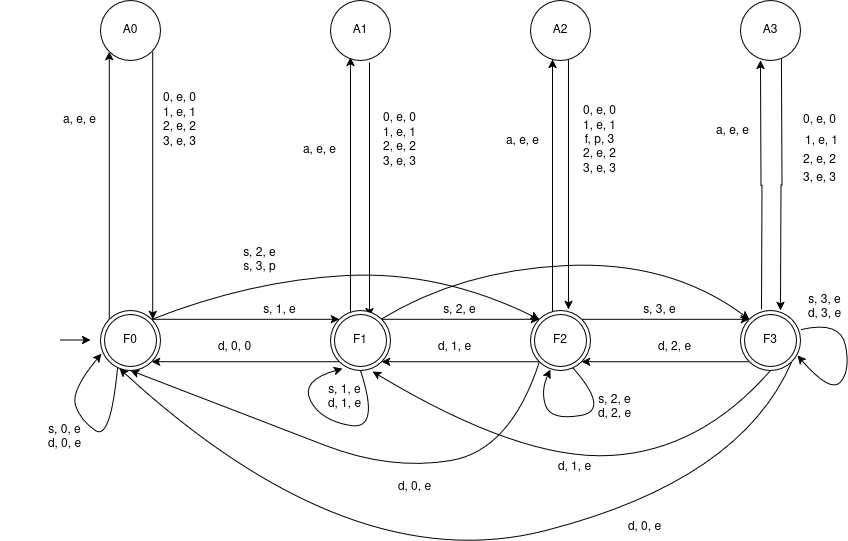 A0
A1
A2
A3
a, e, e
0, e, 0
1, e, 1
2, e, 2
3, e, 3
a, e, e
0, e, 0
1, e, 1
2, e, 2
3, e, 3
a, e, e
0, e, 0
1, e, 1
f, p, 3
2, e, 2
3, e, 3
a, e, e
0, e, 0
1, e, 1
2, e, 2
3, e, 3
s, 2, e
s, 3, p
s, 1, e
s, 2, e
s, 3, e
s, 3, e
d, 3, e
F0
F1
F2
F3
d, 0, 0
d, 1, e
d, 2, e
s, 0, e
d, 0, e
s, 1, e
d, 1, e
s, 2, e
d, 2, e
d, 1, e
d, 0, e
d, 0, e